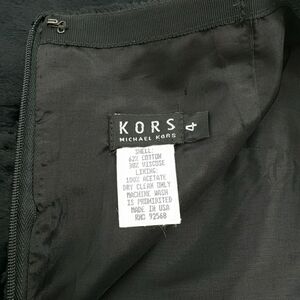 KORS
MICHAEL KORS
4
SHELL:
62% COTTON
38% VISCOSE
LINING:
100% ACETATE
DRY CLEAN ONLY
MACHINE WASH
IS PROHIBITED
MADE IN USA
RN# 92568